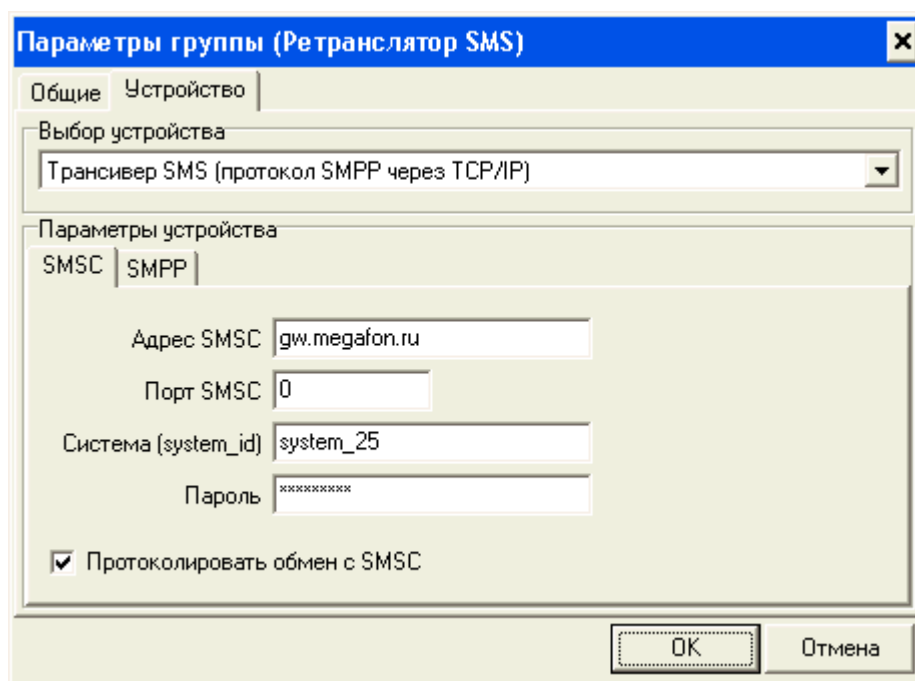 Параметры группы (Ретранслятор SMS)
Общие Устройство
Выбор устройства
Трансивер SMS (протокол SMPP через TCP/IP)
Параметры устройства
SMSC SMPP
Адрес SMSC gw.megafon.ru
Порт SMSC 0
Система (system_id) system_25
Пароль *********
Протоколировать обмен с SMSC
OK Отмена